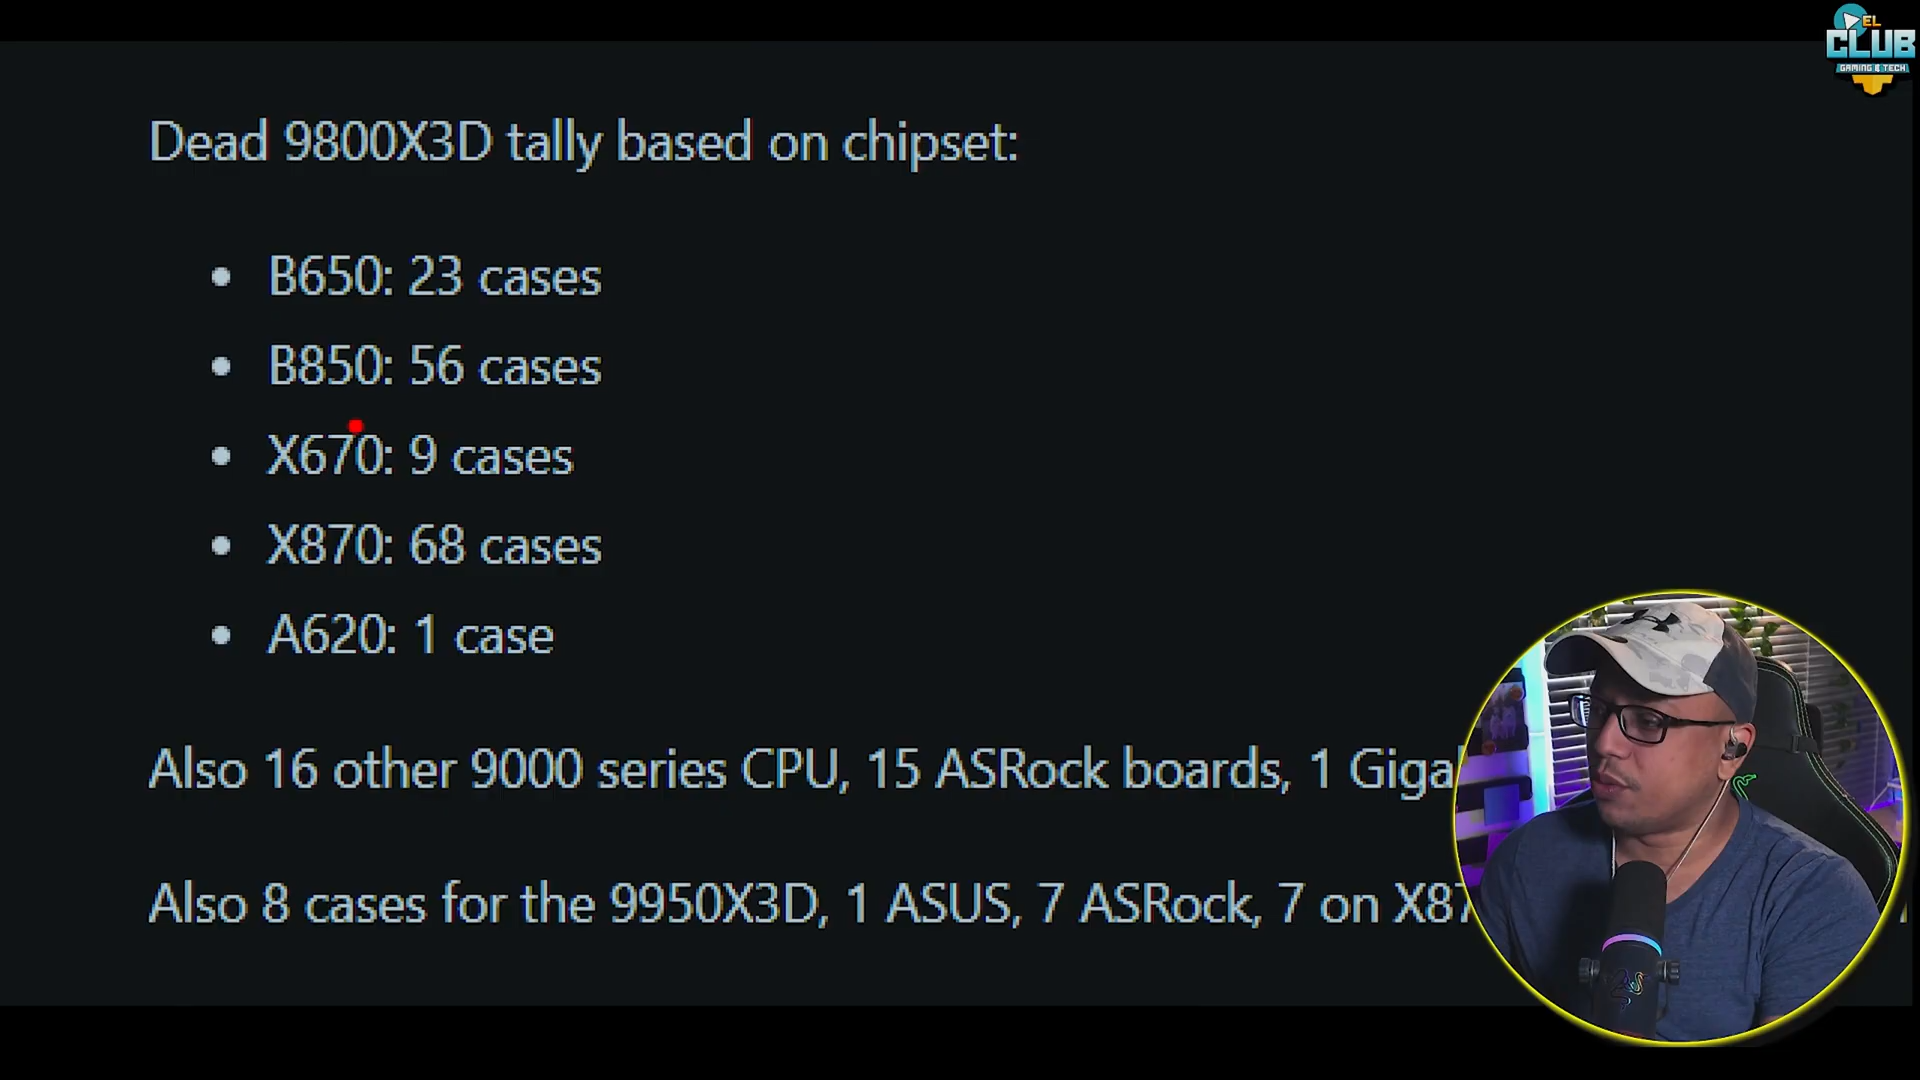 EL
CLUB
GAMING & TECH
Dead 9800X3D tally based on chipset:
• B650: 23 cases
• B850: 56 cases
• X670: 9 cases
• X870: 68 cases
• A620: 1 case
Also 16 other 9000 series CPU, 15 ASRock boards, 1 Giga
Also 8 cases for the 9950X3D, 1 ASUS, 7 ASRock, 7 on X87